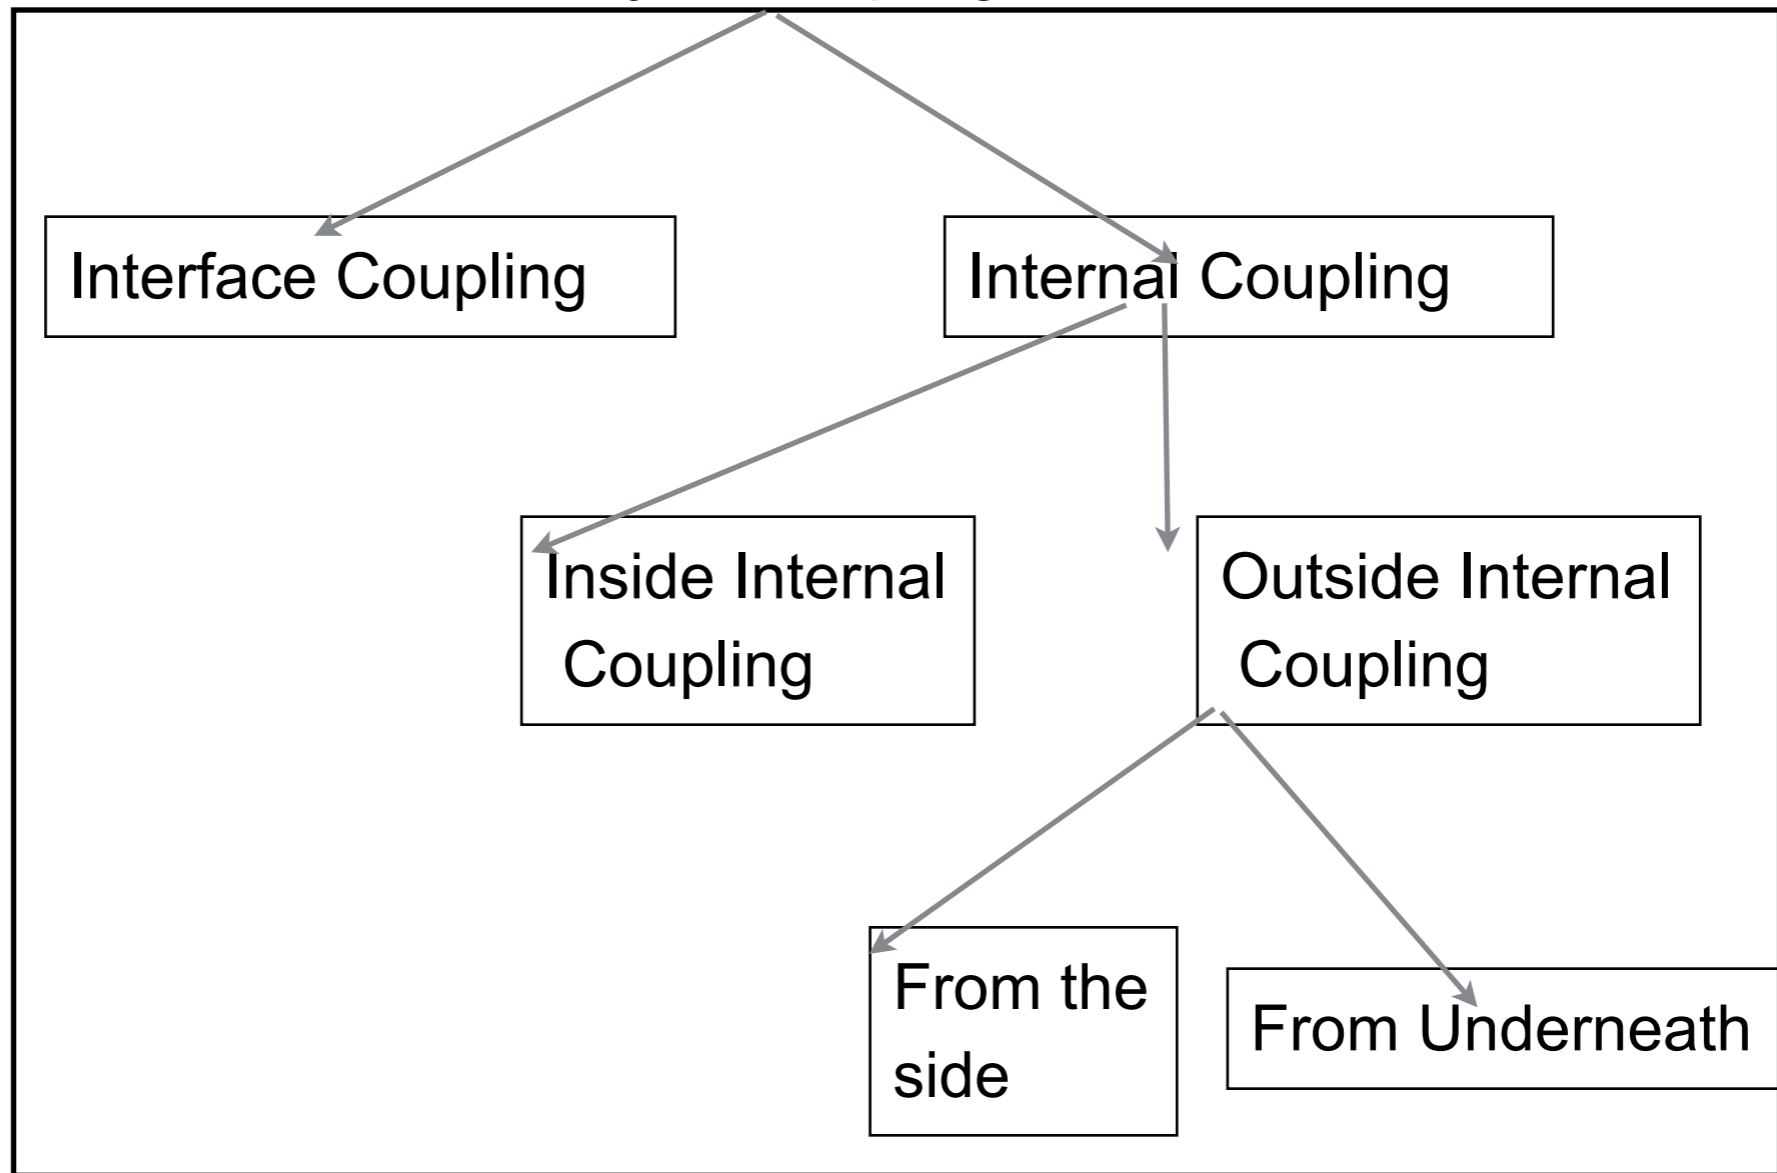 Interface Coupling
Internal Coupling
Inside Internal
Coupling
Outside Internal
Coupling
From the
side
From Underneath